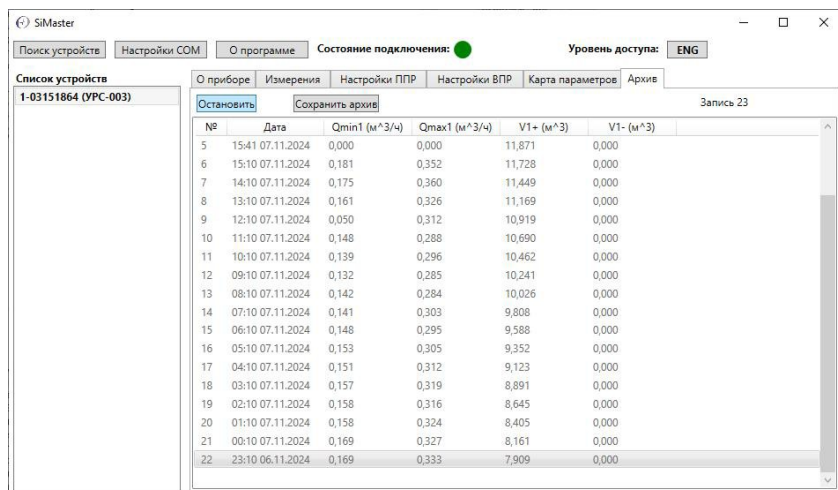 SiMaster
Поиск устройств Настройки COM О программе Состояние подключения: Уровень доступа: ENG
Список устройств
1-03151864 (УРС-003)
О приборе Измерения Настройки ППР Настройки ВПР Карта параметров Архив
Остановить Сохранить архив Запись 23
№ Дата Qmin1 (м^3/ч) Qmax1 (м^3/ч) V1+ (м^3) V1- (м^3)
5 15:41 07.11.2024 0,000 0,000 11,871 0,000
6 15:10 07.11.2024 0,181 0,352 11,728 0,000
7 14:10 07.11.2024 0,175 0,360 11,449 0,000
8 13:10 07.11.2024 0,161 0,326 11,169 0,000
9 12:10 07.11.2024 0,050 0,312 10,919 0,000
10 11:10 07.11.2024 0,148 0,288 10,690 0,000
11 10:10 07.11.2024 0,139 0,296 10,462 0,000
12 09:10 07.11.2024 0,132 0,285 10,241 0,000
13 08:10 07.11.2024 0,142 0,284 10,026 0,000
14 07:10 07.11.2024 0,141 0,303 9,808 0,000
15 06:10 07.11.2024 0,148 0,295 9,588 0,000
16 05:10 07.11.2024 0,153 0,305 9,352 0,000
17 04:10 07.11.2024 0,151 0,312 9,123 0,000
18 03:10 07.11.2024 0,157 0,319 8,891 0,000
19 02:10 07.11.2024 0,158 0,316 8,645 0,000
20 01:10 07.11.2024 0,158 0,324 8,405 0,000
21 00:10 07.11.2024 0,169 0,327 8,161 0,000
22 23:10 06.11.2024 0,169 0,333 7,909 0,000